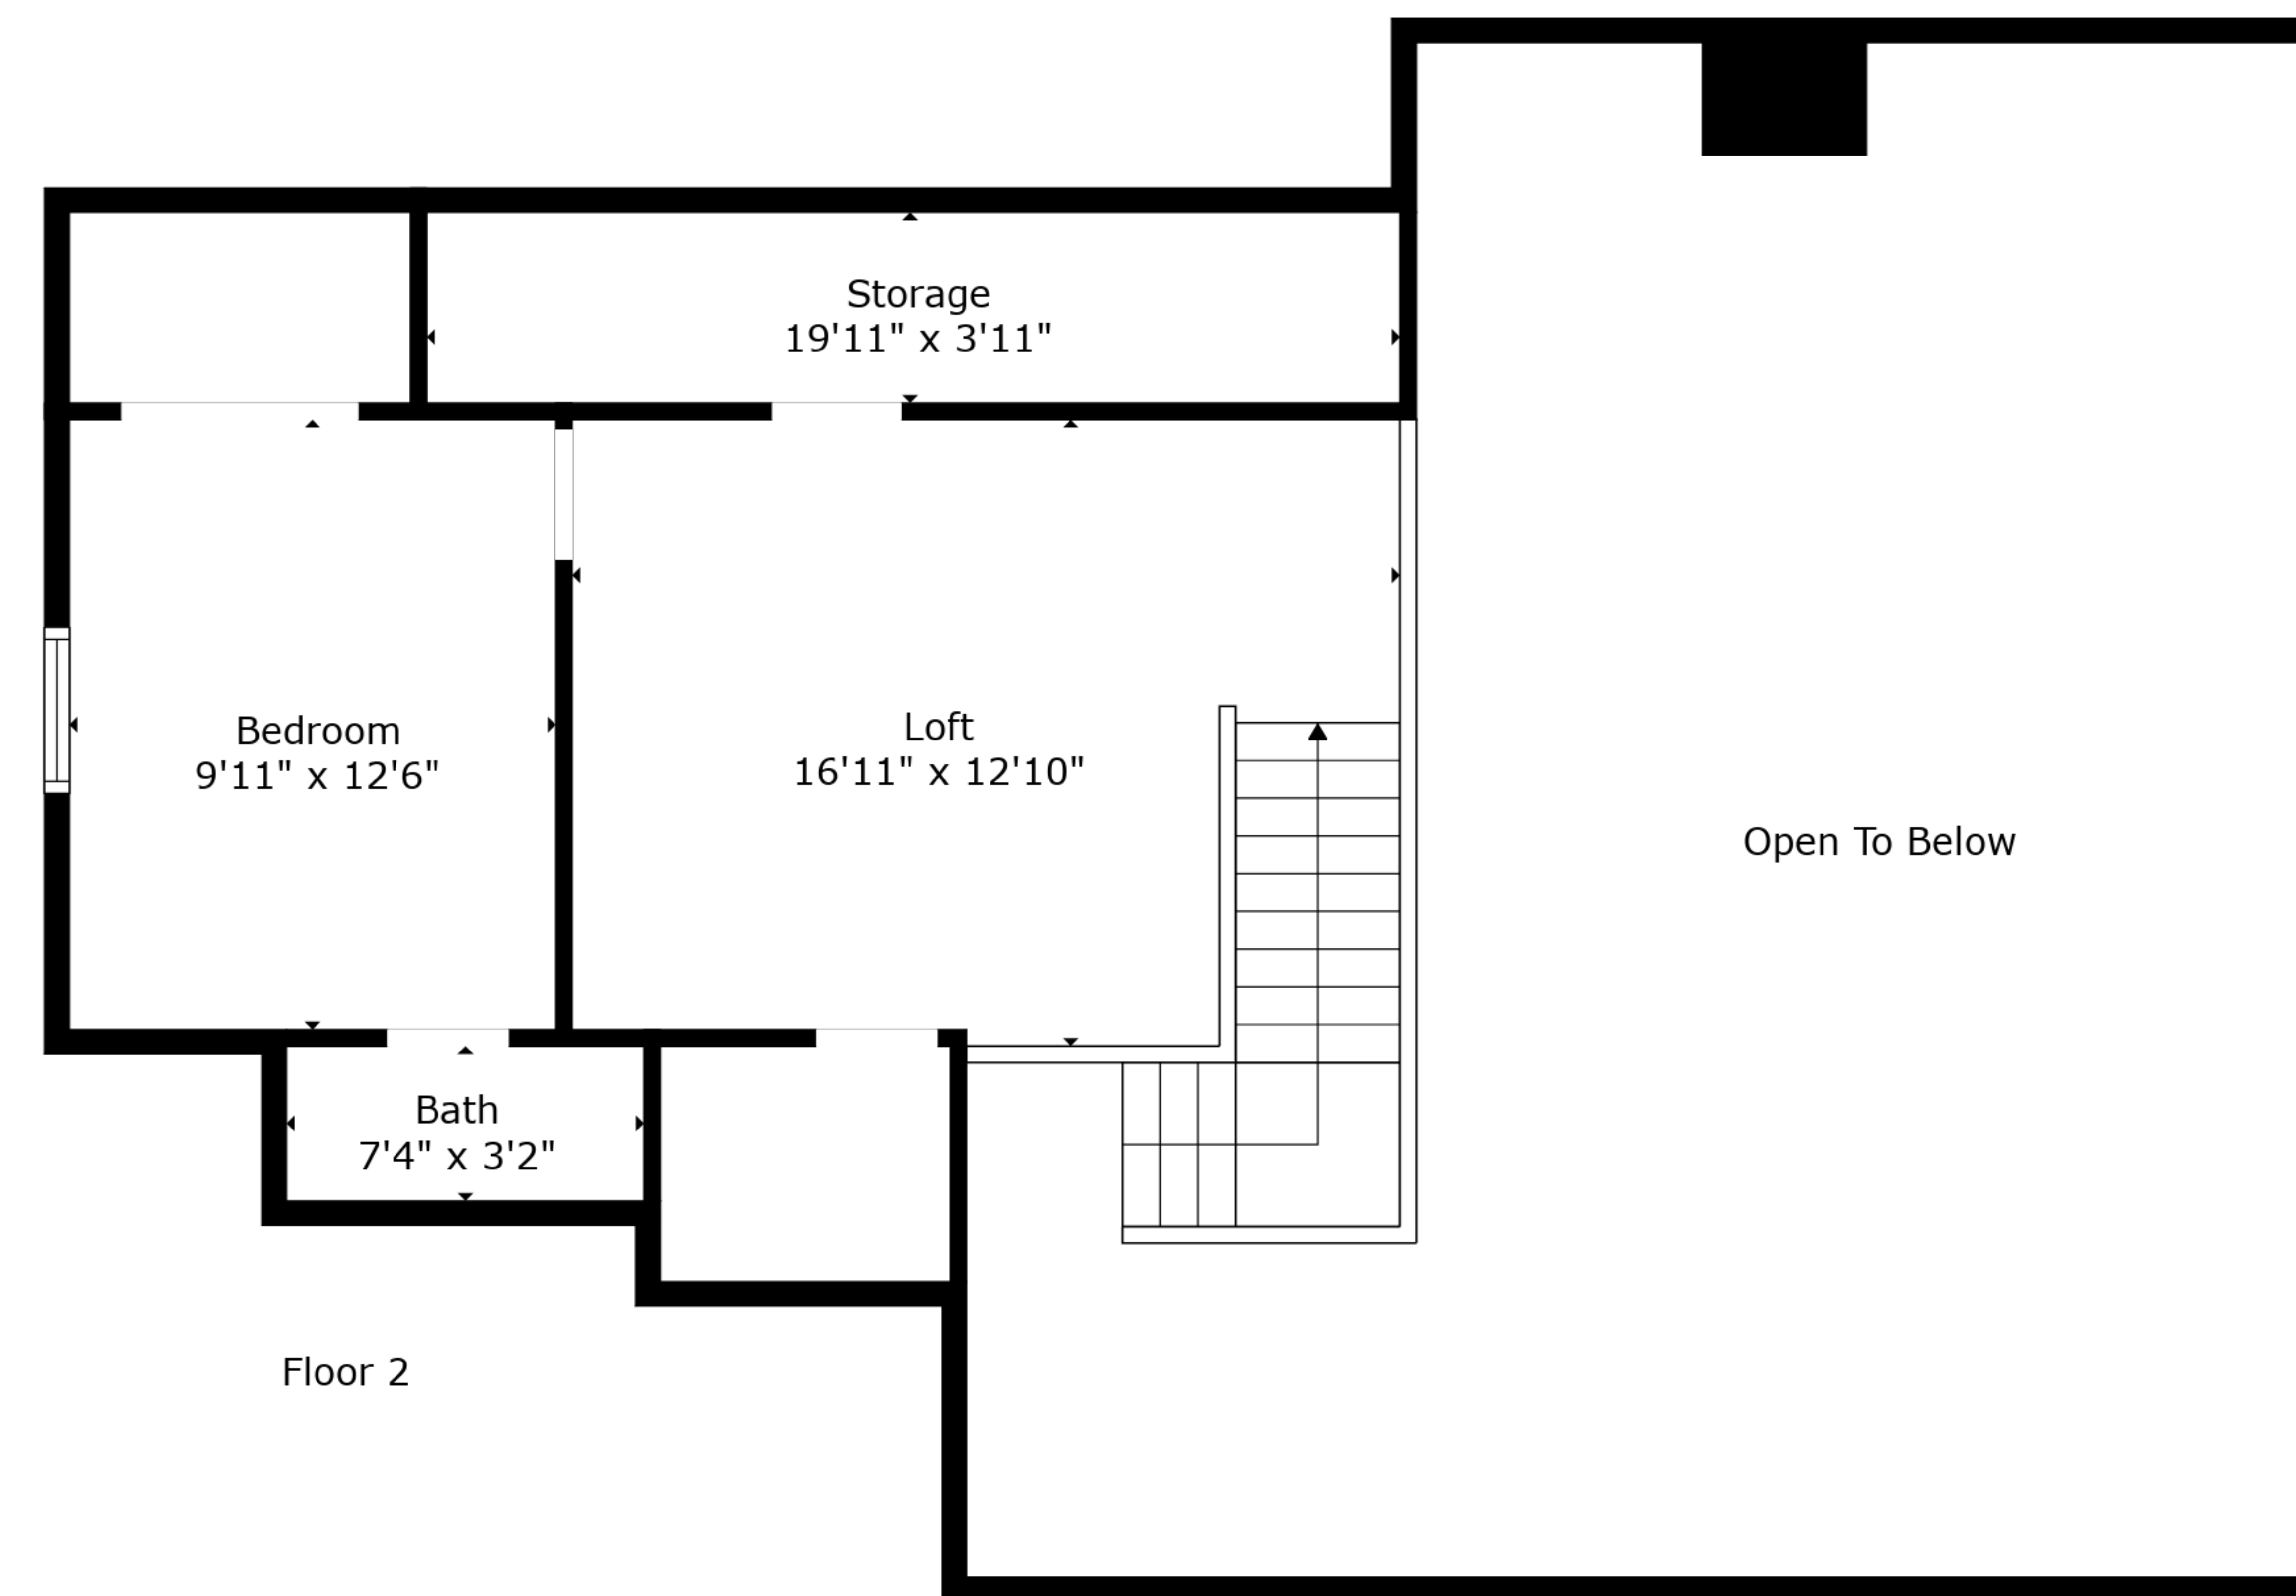 Storage
19'11" x 3'11"
Bedroom
9'11" x 12'6"
Loft
16'11" x 12'10"
Open To Below
Bath
7'4" x 3'2"
Floor 2